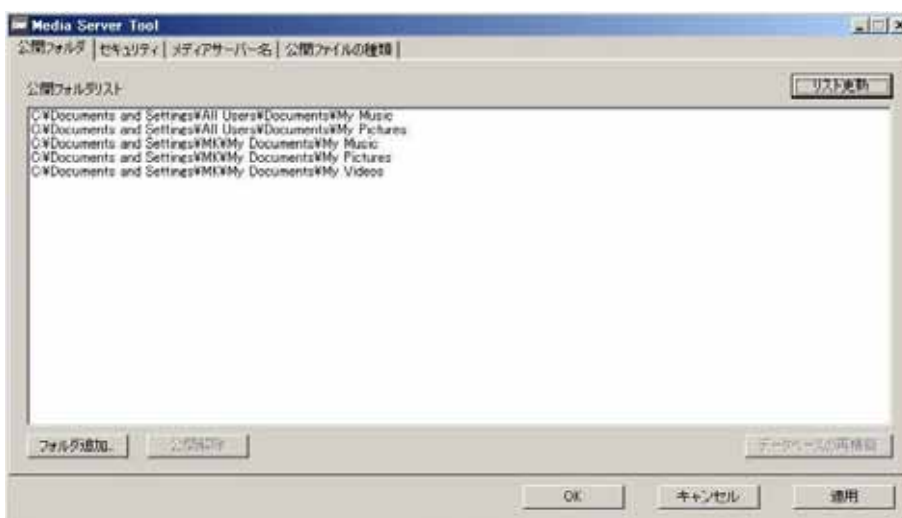 Media Server Tool
公開フォルダ セキュリティ メディアサーバー名 公開ファイルの種類
公開フォルダリスト
リスト更新
C:¥Documents and Settings¥All Users¥Documents¥My Music
C:¥Documents and Settings¥All Users¥Documents¥My Pictures
C:¥Documents and Settings¥MK¥My Documents¥My Music
C:¥Documents and Settings¥MK¥My Documents¥My Pictures
C:¥Documents and Settings¥MK¥My Documents¥My Videos
フォルダ追加... 公開解除 データベースの再構築
OK キャンセル 適用